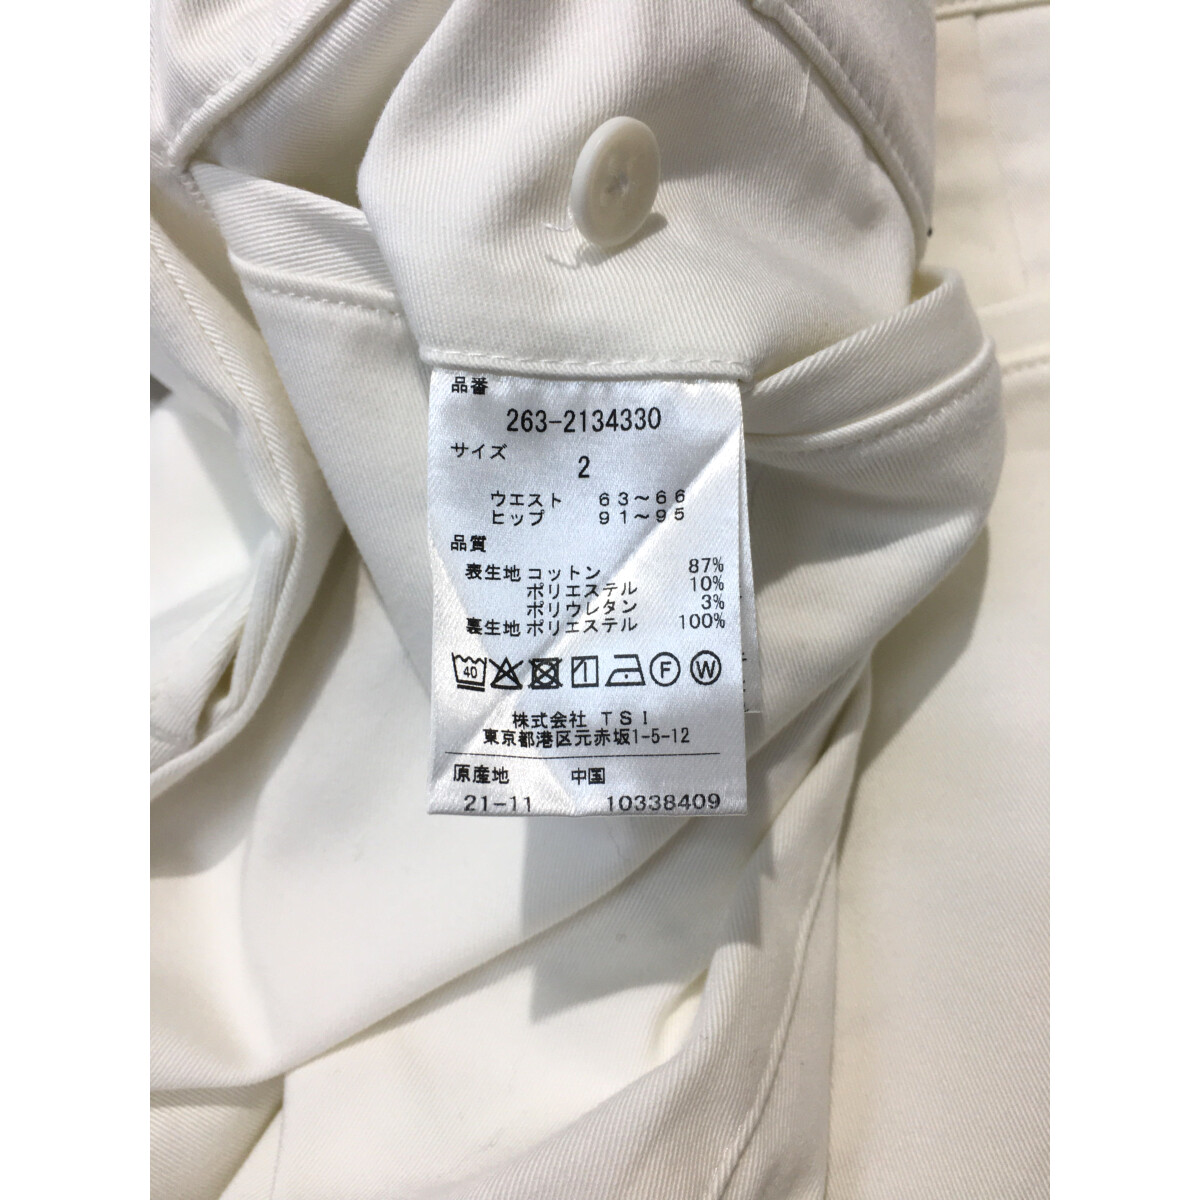 品番
263-2134330
サイズ
2
ウエスト 63～66
ヒップ 91～95
品質
表生地 コットン 87%
ポリエステル 10%
ポリウレタン 3%
裏生地 ポリエステル 100%
40 F W
株式会社 TSI
東京都港区元赤坂1-5-12
原産地 中国
21-11 10338409